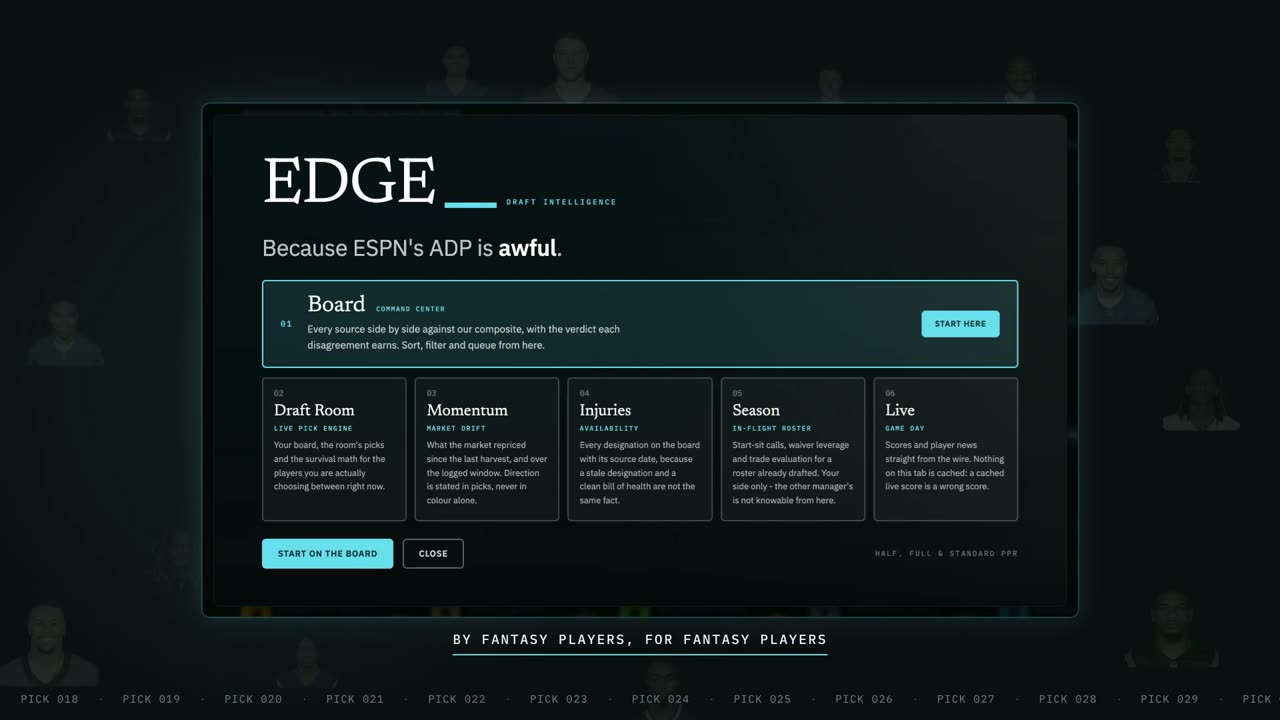 EDGE
DRAFT INTELLIGENCE
Because ESPN's ADP is awful.
01
Board COMMAND CENTER
Every source side by side against our composite, with the verdict each
disagreement earns. Sort, filter and queue from here.
START HERE
02
Draft Room
LIVE PICK ENGINE
Your board, the room's picks
and the survival math for the
players you are actually
choosing between right now.
03
Momentum
MARKET DRIFT
What the market repriced
since the last harvest, and over
the logged window. Direction
is stated in picks, never in
colour alone.
04
Injuries
AVAILABILITY
Every designation on the board
with its source date, because
a stale designation and a
clean bill of health are not the
same fact.
05
Season
IN-FLIGHT ROSTER
Start-sit calls, waiver leverage
and trade evaluation for a
roster already drafted. Your
side only - the other manager's
is not knowable from here.
06
Live
GAME DAY
Scores and player news
straight from the wire. Nothing
on this tab is cached: a cached
live score is a wrong score.
START ON THE BOARD
CLOSE
HALF, FULL & STANDARD PPR
BY FANTASY PLAYERS, FOR FANTASY PLAYERS
PICK 018 · PICK 019 · PICK 020 · PICK 021 · PICK 022 · PICK 023 · PICK 024 · PICK 025 · PICK 026 · PICK 027 · PICK 028 · PICK 029 · PICK